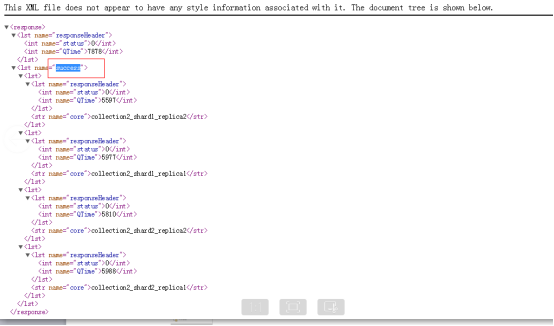 This XML file does not appear to have any style information associated with it. The document tree is shown below.
▼<response>
▼<lst name="responseHeader">
<int name="status">0</int>
<int name="QTime">7878</int>
</lst>
▼<lst name="success">
▼<lst>
▼<lst name="responseHeader">
<int name="status">0</int>
<int name="QTime">5597</int>
</lst>
<str name="core">collection2_shard1_replica2</str>
</lst>
▼<lst>
▼<lst name="responseHeader">
<int name="status">0</int>
<int name="QTime">5977</int>
</lst>
<str name="core">collection2_shard1_replica1</str>
</lst>
▼<lst>
▼<lst name="responseHeader">
<int name="status">0</int>
<int name="QTime">5810</int>
</lst>
<str name="core">collection2_shard2_replica2</str>
</lst>
▼<lst>
▼<lst name="responseHeader">
<int name="status">0</int>
<int name="QTime">5988</int>
</lst>
<str name="core">collection2_shard2_replica1</str>
</lst>
</lst>
</response>